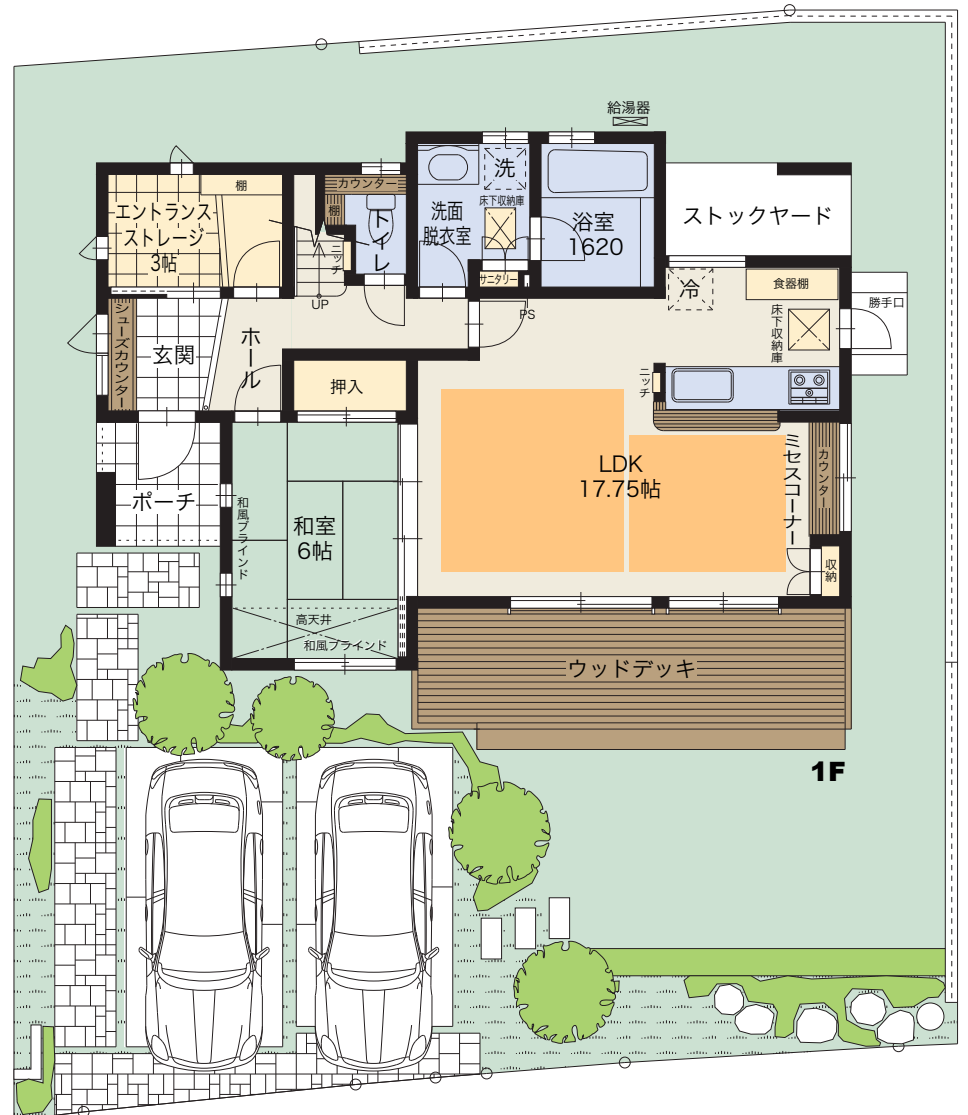 給湯器
棚
カウンター
棚
トイレ
ニッチ
洗
洗面
脱衣室
床下収納庫
サニタリー
浴室
1620
ストックヤード
エントランス
ストレージ
3帖
UP
PS
冷
食器棚
床下収納庫
勝手口
シューズカウンター
玄関
ホール
押入
ニッチ
LDK
17.75帖
ミセスコーナー
カウンター
収納
ポーチ
和風ブラインド
和室
6帖
高天井
和風ブラインド
ウッドデッキ
1F